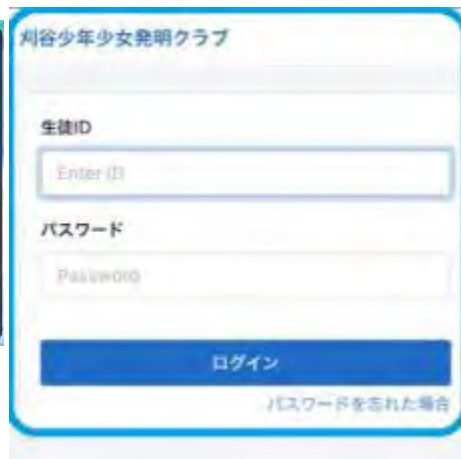 刈谷少年少女発明クラブ
生徒ID
Enter ID
パスワード
Password
ログイン
パスワードを忘れた場合